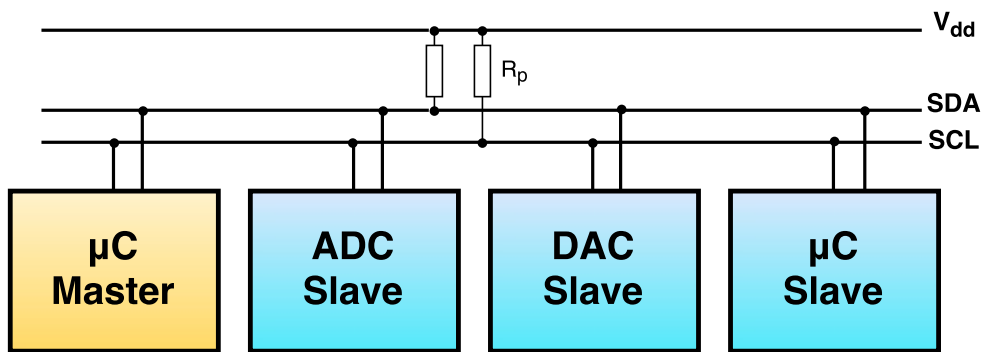 Vdd
Rp
SDA
SCL
µC
Master
ADC
Slave
DAC
Slave
µC
Slave